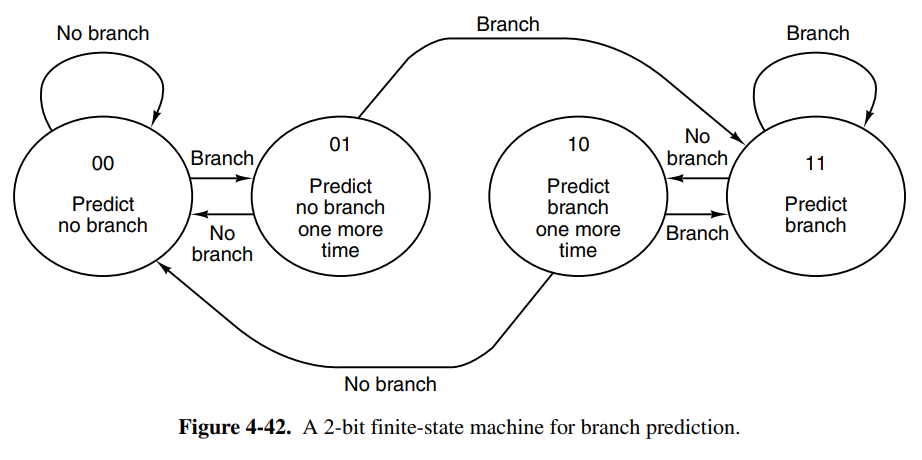 No branch
Branch
Branch
00
Predict
no branch
Branch
No
branch
01
Predict
no branch
one more
time
10
Predict
branch
one more
time
No
branch
Branch
11
Predict
branch
No branch
Figure 4-42. A 2-bit finite-state machine for branch prediction.